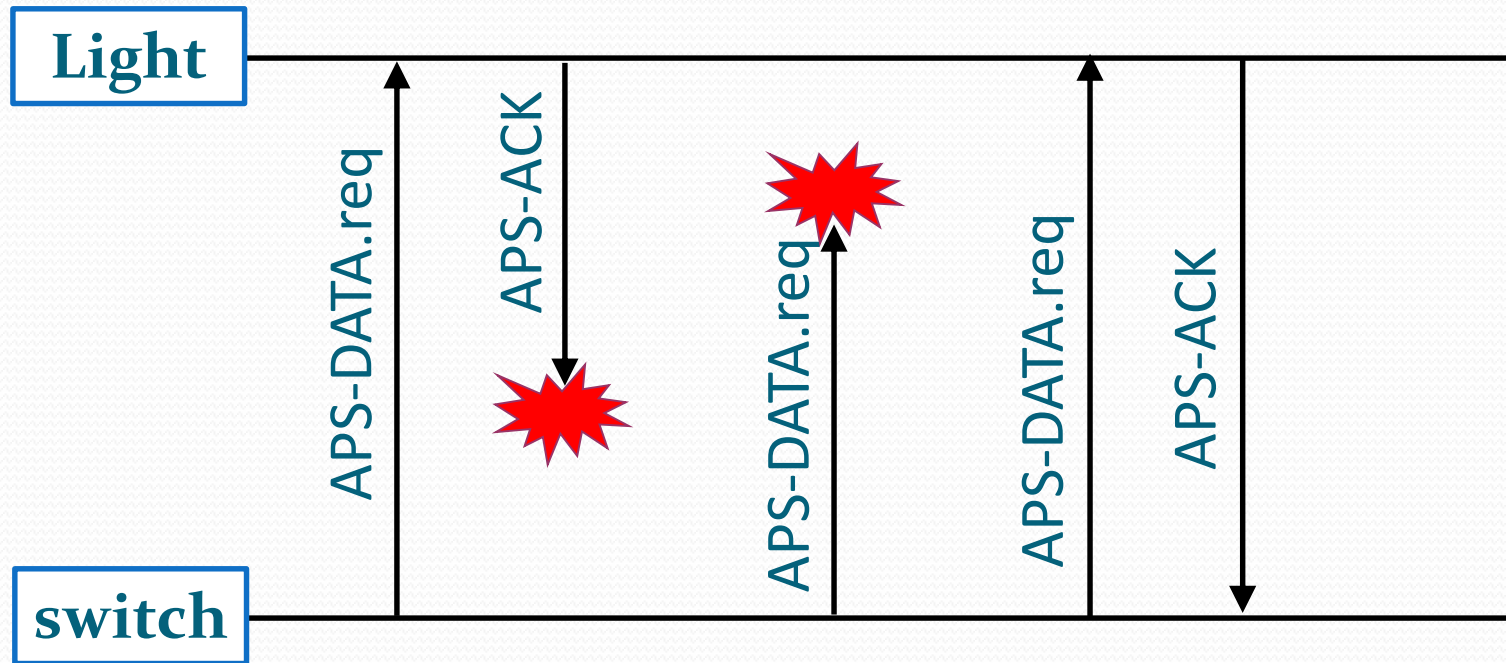 Light
APS-DATA.req
APS-ACK
APS-DATA.req
APS-DATA.req
APS-ACK
switch